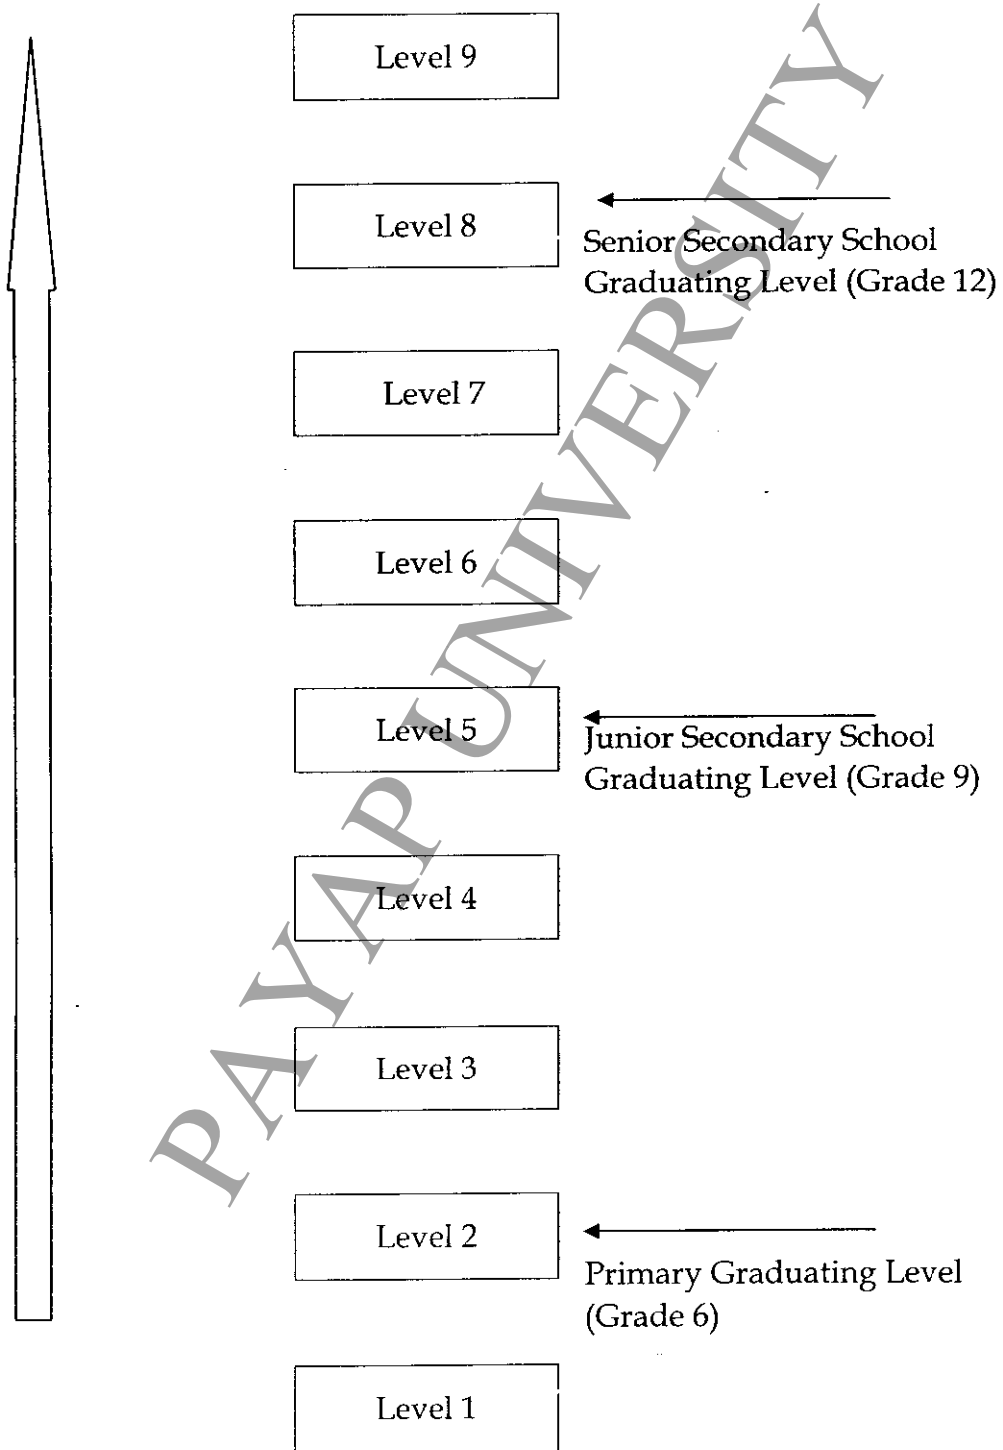 Level 9
Level 8
Senior Secondary School
Graduating Level (Grade 12)
Level 7
Level 6
Level 5
Junior Secondary School
Graduating Level (Grade 9)
Level 4
Level 3
Level 2
Primary Graduating Level
(Grade 6)
Level 1
PAYAP UNIVERSITY